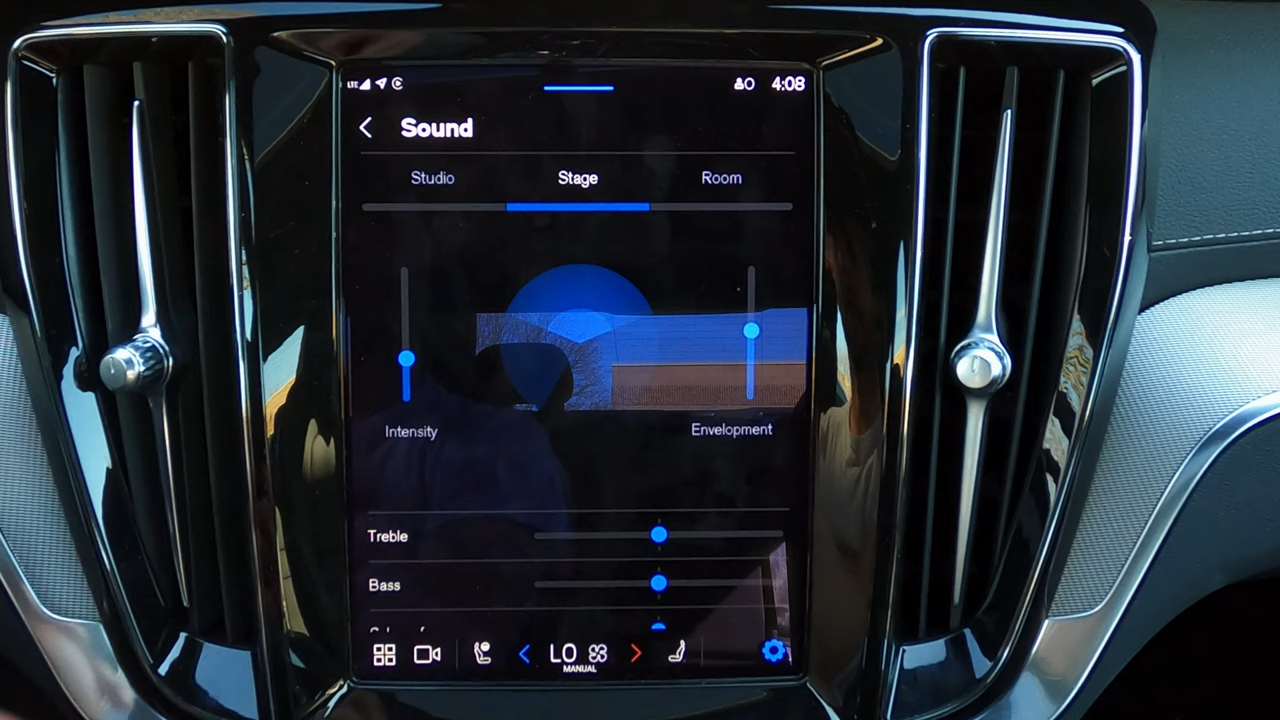 LTE 4:08
Sound
Studio Stage Room
Intensity Envelopment
Treble
Bass
LO
MANUAL